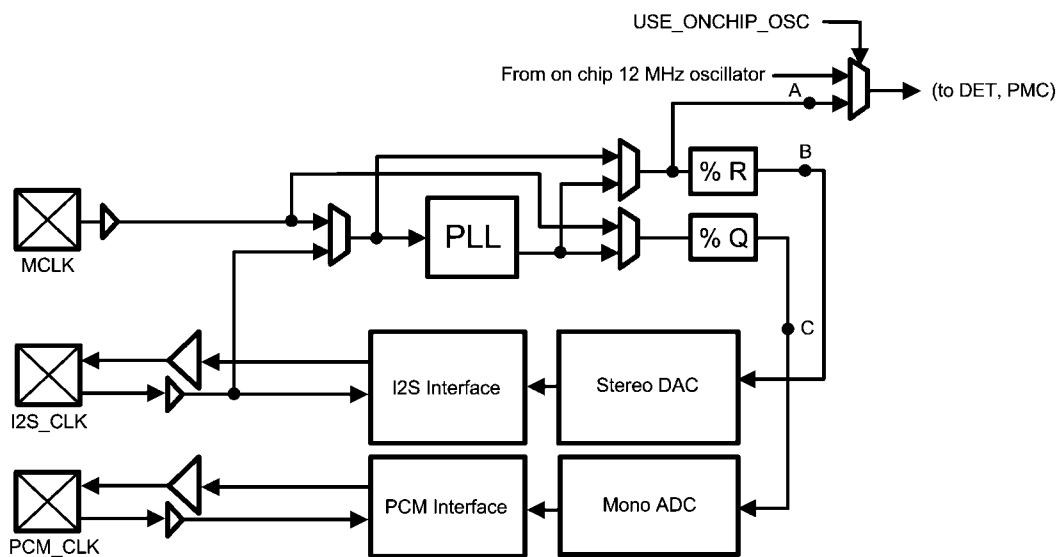 USE_ONCHIP_OSC
From on chip 12 MHz oscillator
(to DET, PMC)
A
B
% R
MCLK
PLL
% Q
C
I2S_CLK
I2S Interface
Stereo DAC
PCM_CLK
PCM Interface
Mono ADC